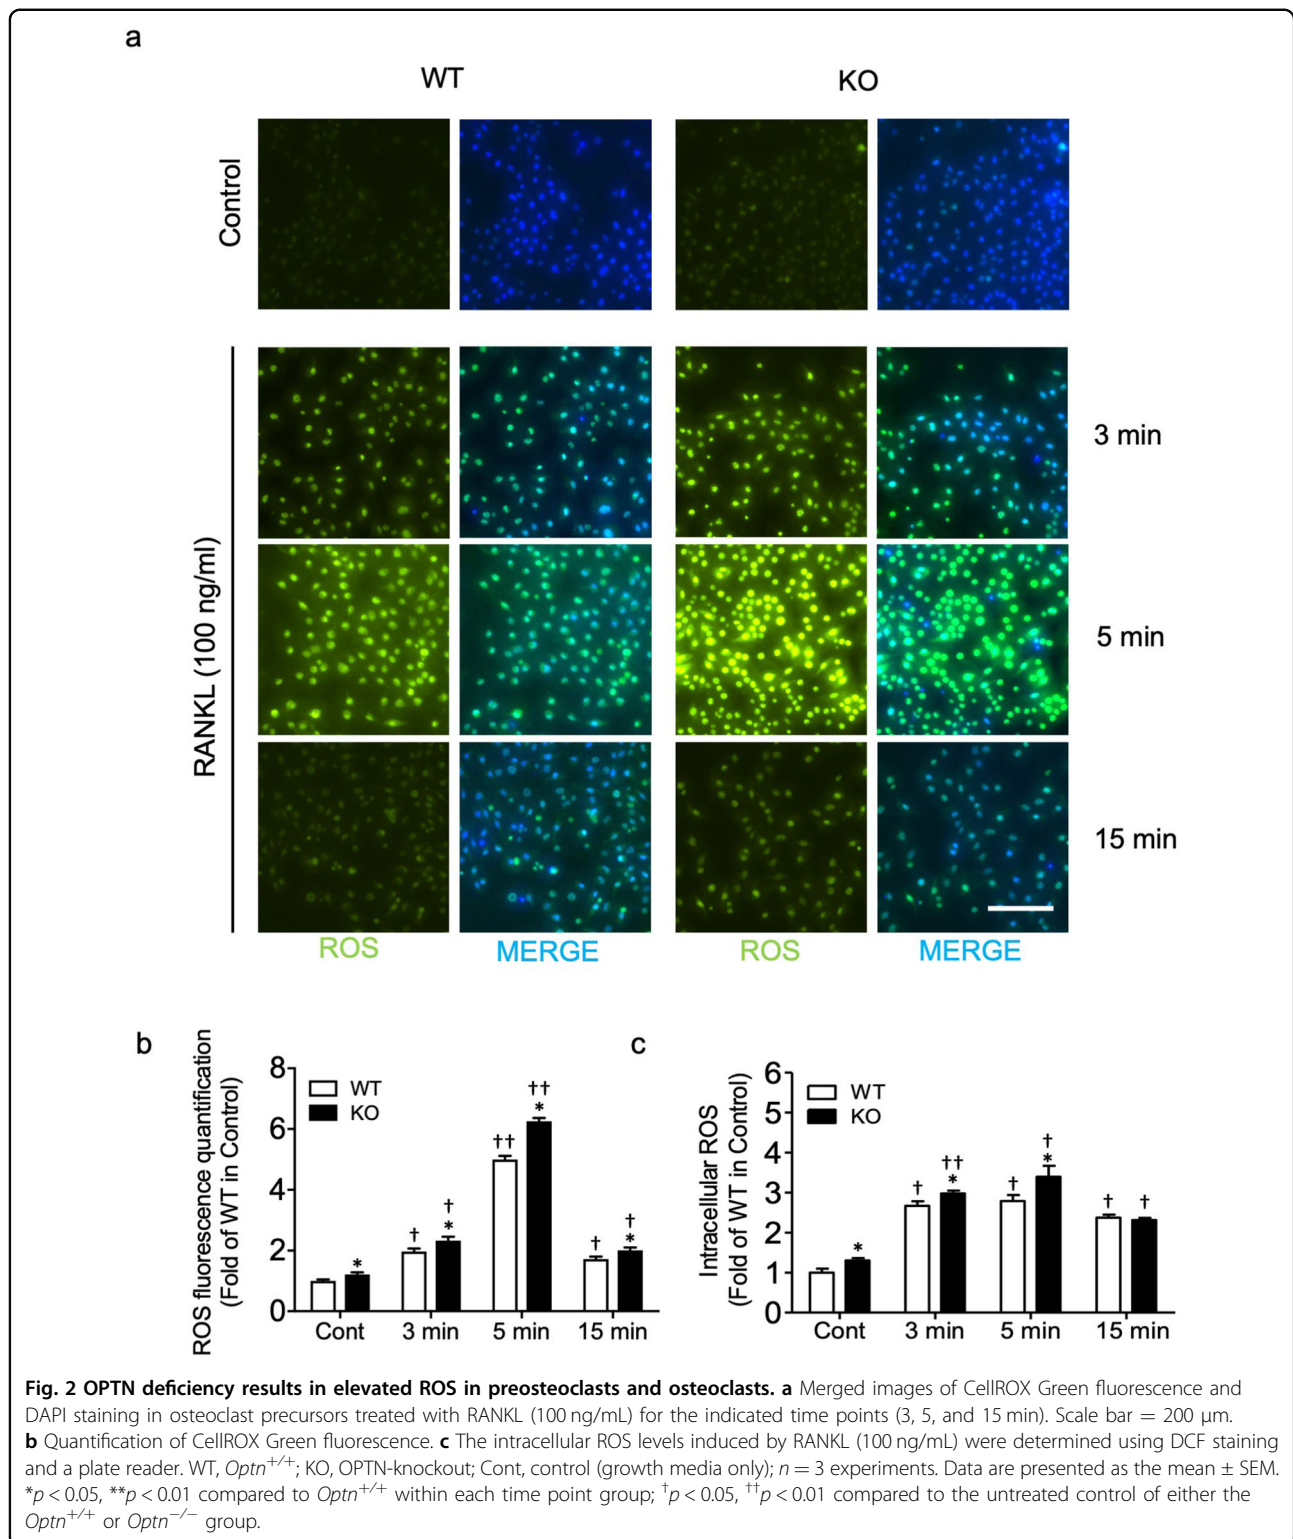 a
WT KO
Control
RANKL (100 ng/ml)
3 min
5 min
15 min
ROS MERGE ROS MERGE
b
ROS fluorescence quantification
(Fold of WT in Control)
8
6
4
2
0
WT
KO
*
†
†
*
††
††
*
†
†
*
Cont 3 min 5 min 15 min
c
Intracellular ROS
(Fold of WT in Control)
6
5
4
3
2
1
0
WT
KO
*
†
††
*
†
†
*
†
†
Cont 3 min 5 min 15 min
Fig. 2 OPTN deficiency results in elevated ROS in preosteoclasts and osteoclasts. a Merged images of CellROX Green fluorescence and
DAPI staining in osteoclast precursors treated with RANKL (100 ng/mL) for the indicated time points (3, 5, and 15 min). Scale bar = 200 μm.
b Quantification of CellROX Green fluorescence. c The intracellular ROS levels induced by RANKL (100 ng/mL) were determined using DCF staining
and a plate reader. WT, Optn+/+; KO, OPTN-knockout; Cont, control (growth media only); n = 3 experiments. Data are presented as the mean ± SEM.
*p < 0.05, **p < 0.01 compared to Optn+/+ within each time point group; †p < 0.05, ††p < 0.01 compared to the untreated control of either the
Optn+/+ or Optn−/− group.